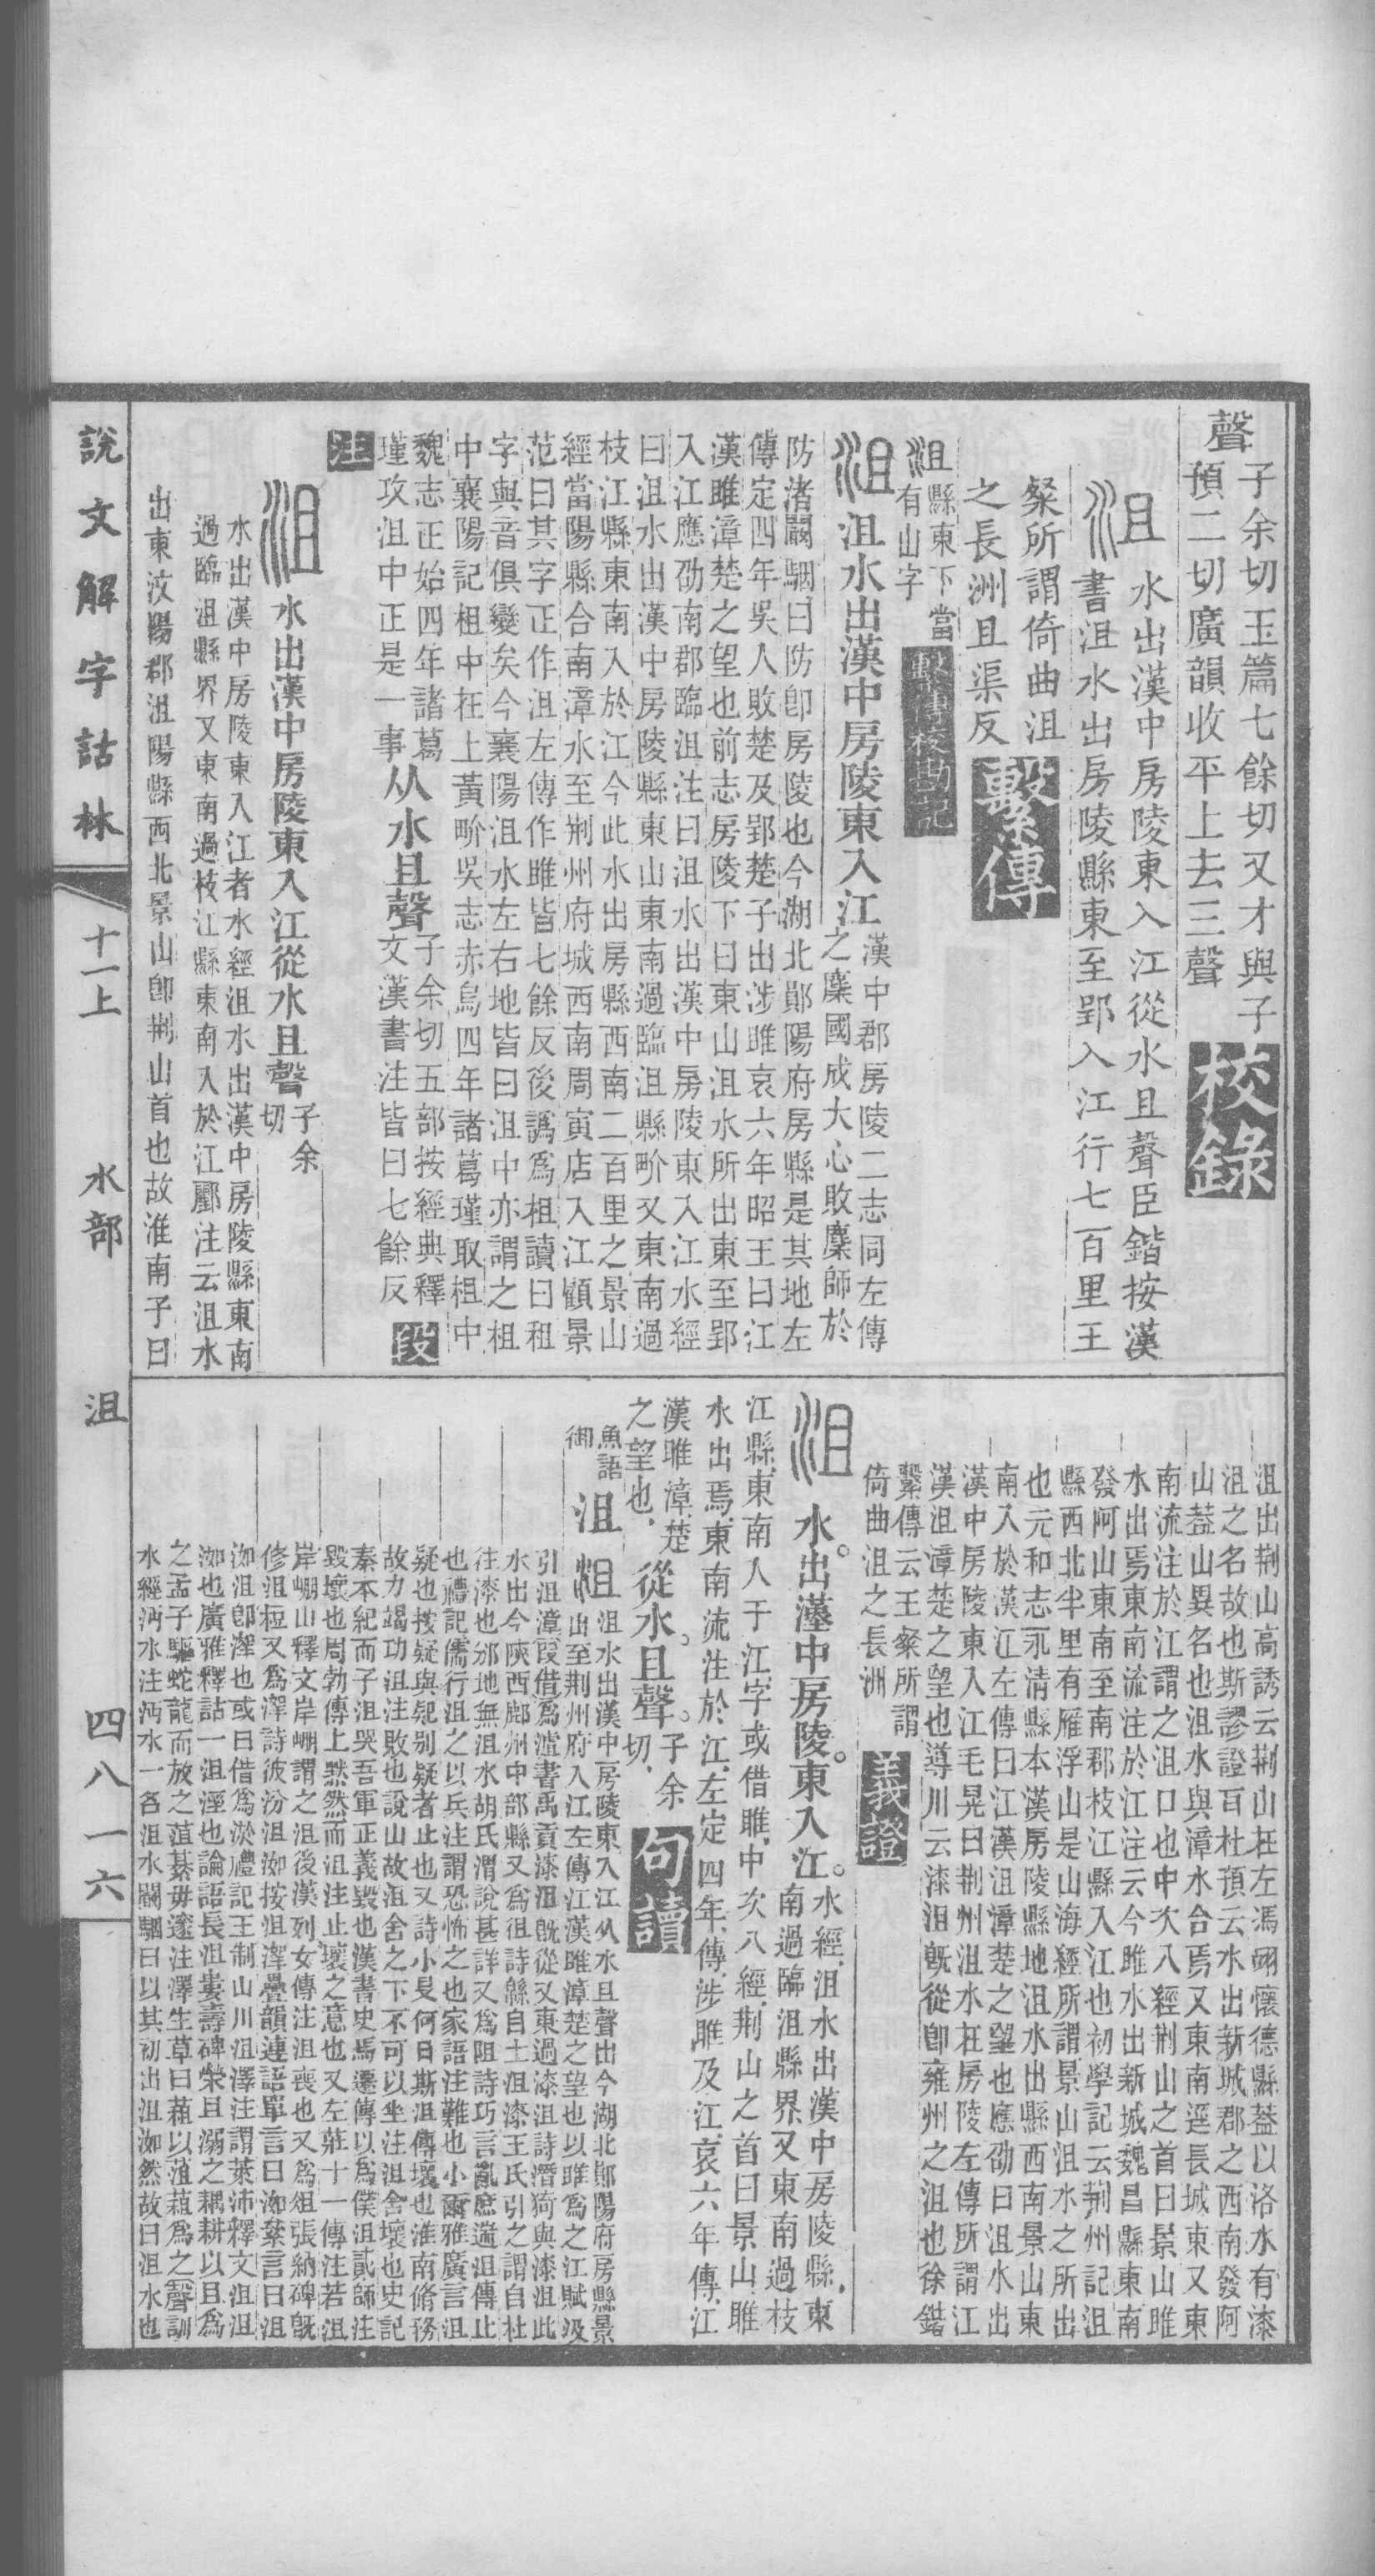 聲
子余切玉篇七餘切又才與子
預二切廣韻收平上去三聲
校錄
沮
水出漢中房陵東入江從水且聲臣鍇按漢
書沮水出房陵縣東至郢入江行七百里王
粲所謂倚曲沮
之長洲且渠反
繫傳
沮縣東下當
有山字
繫傳校勘記
沮
沮水出漢中房陵東入江
漢中郡房陵二志同左傳
之麇國成大心敗麇師於
防渚闞駰曰防卽房陵也今湖北鄖陽府房縣是其地左
傳定四年吳人敗楚及郢楚子出涉雎哀六年昭王曰江
漢雎漳楚之望也前志房陵下曰東山沮水所出東至郢
入江應劭南郡臨沮注曰沮水出漢中房陵東入江水經
曰沮水出漢中房陵縣東山東南過臨沮縣畍又東南過
枝江縣東南入於江今此水出房縣西南二百里之景山
經當陽縣合南漳水至荆州府城西南周寅店入江顧景
范曰其字正作沮左傳作雎皆七餘反後譌爲柤讀曰租
字與音俱變矣今襄陽沮水左右地皆曰沮中亦謂之柤
中襄陽記柤中在上黃畍吳志赤烏四年諸葛瑾取柤中
魏志正始四年諸葛
瑾攻沮中正是一事
从水且聲
子余切五部按經典釋
文漢書注皆曰七餘反
段
注
沮
水出漢中房陵東入江從水且聲
子余
切
水出漢中房陵東入江者水經沮水出漢中房陵縣東南
過臨沮縣界又東南過枝江縣東南入於江酈注云沮水
出東汶陽郡沮陽縣西北景山卽荆山首也故淮南子曰
沮出荆山高誘云荆山在左馮翊懷德縣蓋以洛水有漆
沮之名故也斯謬證耳杜預云水出新城郡之西南發阿
山蓋山異名也沮水與漳水合焉又東南逕長城東又東
南流注於江謂之沮口也中次八經荆山之首曰景山雎
水出焉東南流注於江注云今雎水出新城魏昌縣東南
發阿山東南至南郡枝江縣入江也初學記云荆州記沮
縣西北半里有雁浮山是山海經所謂景山沮水之所出
也元和志永清縣本漢房陵縣地沮水出縣西南景山東
南入於漢江左傳曰江漢沮漳楚之望也應劭曰沮水出
漢中房陵東入江毛晃曰荆州沮水在房陵左傳所謂江
漢沮漳楚之望也導川云漆沮旣從卽雍州之沮也徐鍇
繫傳云王粲所謂
倚曲沮之長洲
義證
沮
水。出漢中房陵。東入江。
水經、沮水出漢中房陵縣、東
南過臨沮縣界、又東南過枝
江縣、東南入于江、字或借雎、中次八經、荆山之首曰景山、雎
水出焉、東南流注於江、左定四年、傳、涉雎及江、哀六年傳、江
漢雎漳、楚
之望也、
從水。且聲。
子余
切、
句讀
魚語
御
沮
沮
沮水出漢中房陵東入江从水且聲出今湖北鄖陽府房縣景
出至荆州府入江左傳江漢雎漳楚之望也以雎爲之江賦汲
引沮漳叚借爲瀘書禹貢漆沮旣從又東過漆沮詩潛猗與漆沮此
水出今陝西鄜州中部縣又爲徂詩緜自土沮漆王氏引之謂自杜
往漆也邠地無沮水胡氏渭說甚詳又爲阻詩巧言亂庶遄沮傳止
也禮記儒行沮之以兵注謂恐怖之也家語注難也小爾雅廣言沮
疑也按疑與㞾别疑者止也又詩小旻何日斯沮傳壞也淮南脩務
故力竭功沮注敗也說山故沮舍之下不可以坐注沮舍壞也史記
秦本紀而子沮哭吾軍正義毀也漢書史馬遷傳以爲僕沮貳師注
毀壞也周勃傳上黙然而沮注止壞之意也又左莊十一傳注若沮
岸崩山釋文岸崩謂之沮後漢列女傳注沮喪也又爲俎張納碑旣
修沮梪又爲㴽詩彼汾沮洳按沮㴽疊韻連語單言曰洳絫言曰沮
洳沮卽㴽也或曰借爲淤禮記王制山川沮澤注謂萊沛釋文沮沮
洳也廣雅釋詁一沮溼也論語長沮婁壽碑榮且溺之耦耕以且爲
之孟子驅蛇龍而放之菹綦毋邃注澤生草曰菹以菹菹爲之聲訓
水經沔水注沔水一名沮水闞駰曰以其初出沮洳然故曰沮水也
說文解字詁林
十一上
水部
沮
四八一六